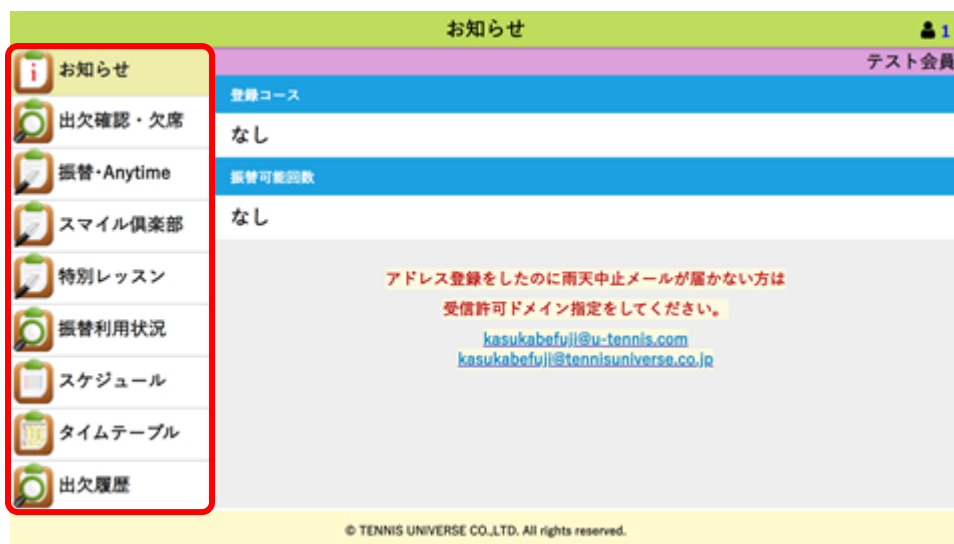 お知らせ
1
テスト会員
お知らせ
出欠確認・欠席
振替・Anytime
スマイル倶楽部
特別レッスン
振替利用状況
スケジュール
タイムテーブル
出欠履歴
登録コース
なし
振替可能回数
なし
アドレス登録をしたのに雨天中止メールが届かない方は
受信許可ドメイン指定をしてください。
kasukabefuji@u-tennis.com
kasukabefuji@tennisuniverse.co.jp
© TENNIS UNIVERSE CO.,LTD. All rights reserved.